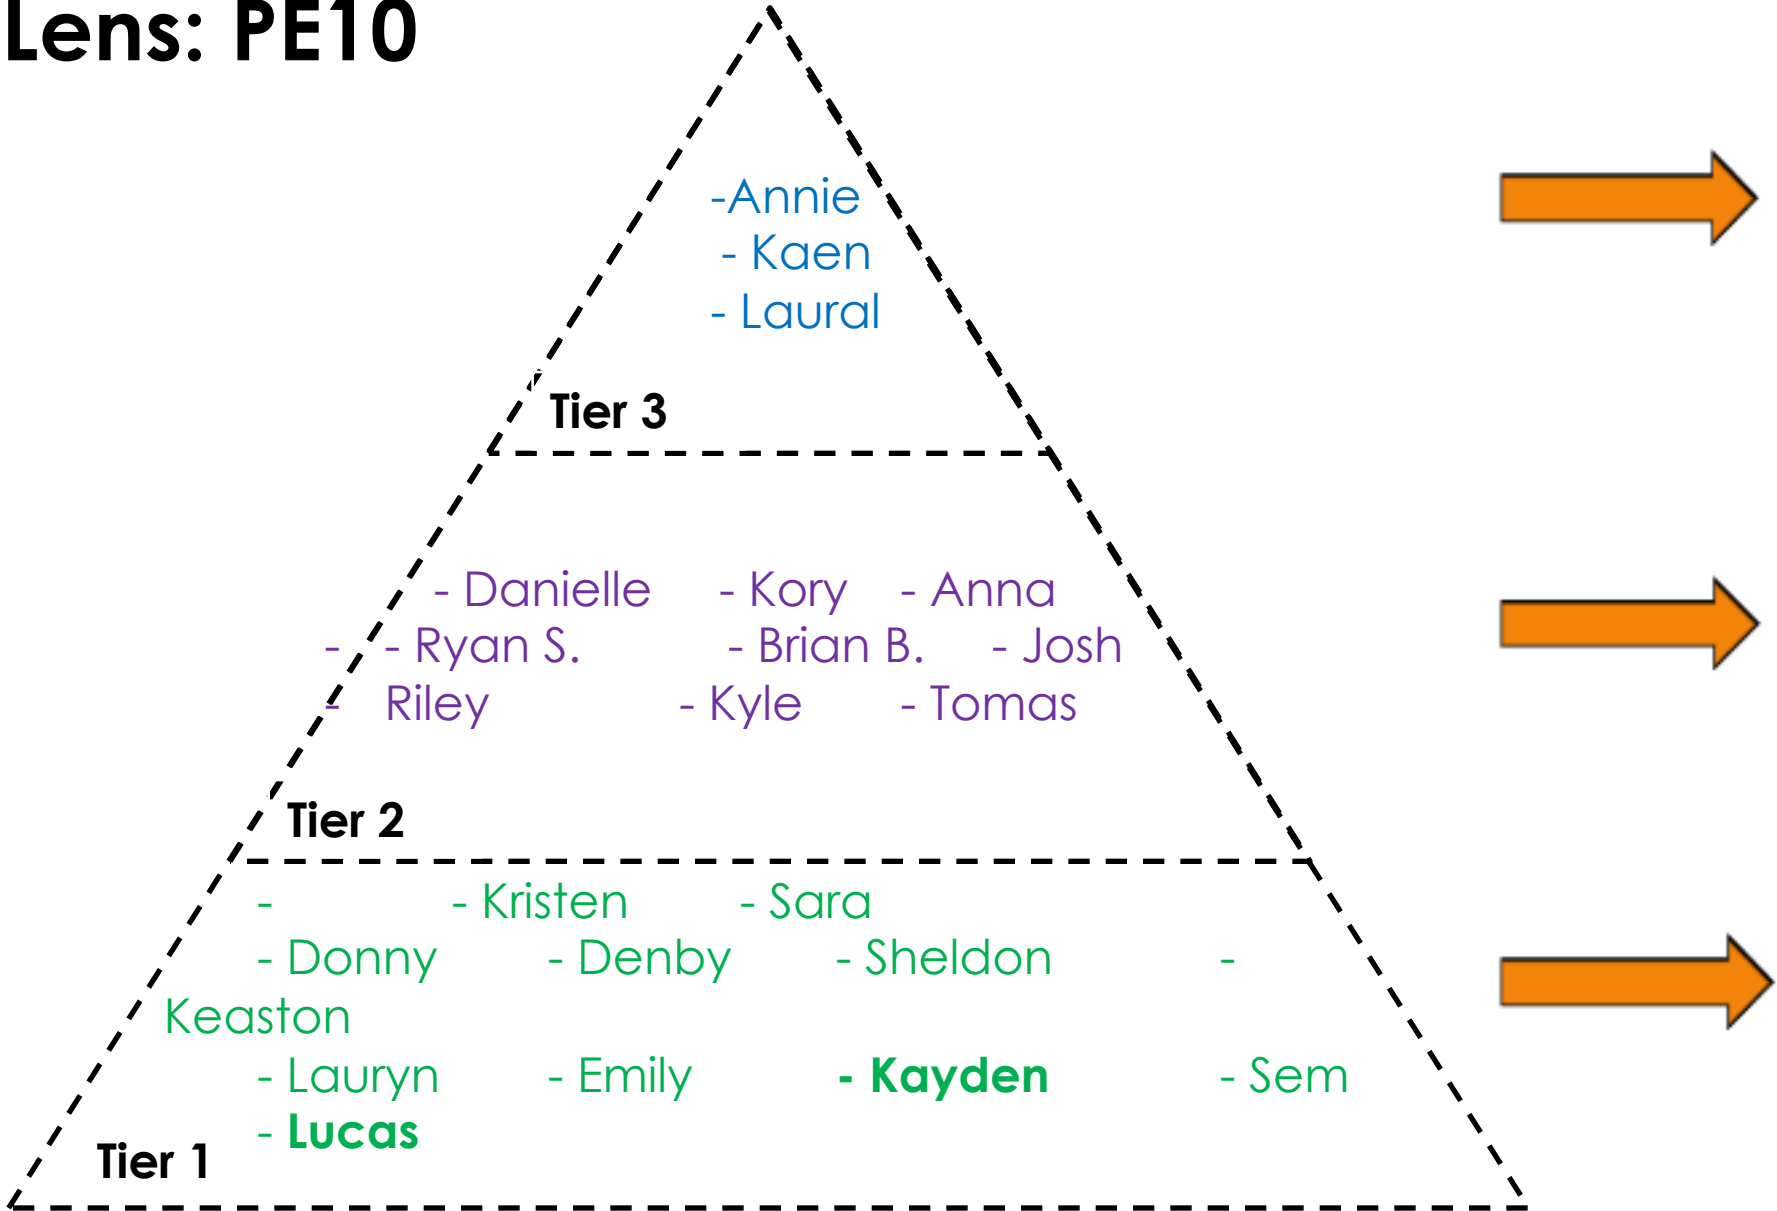 Lens: PE10
-Annie
- Kaen
- Laural
Tier 3
- Danielle - Kory - Anna
- - Ryan S. - Brian B. - Josh
- Riley - Kyle - Tomas
Tier 2
- - Kristen - Sara
- Donny - Denby - Sheldon -
Keaston
- Lauryn - Emily - Kayden - Sem
- Lucas
Tier 1